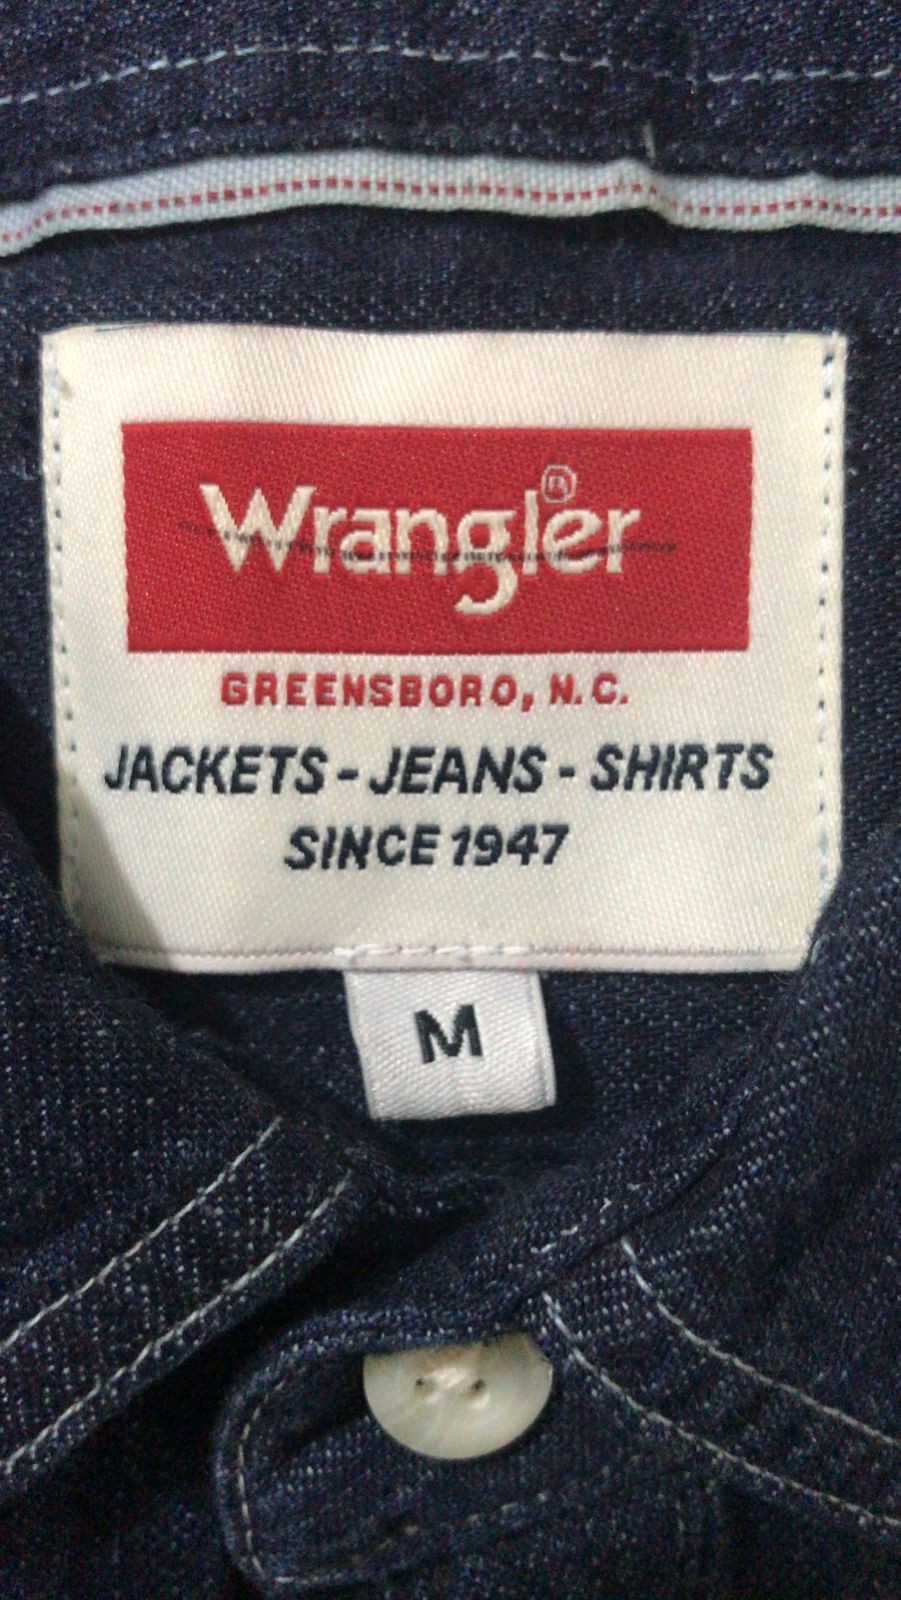 Wrangler®
GREENSBORO, N.C.
JACKETS - JEANS - SHIRTS
SINCE 1947
M